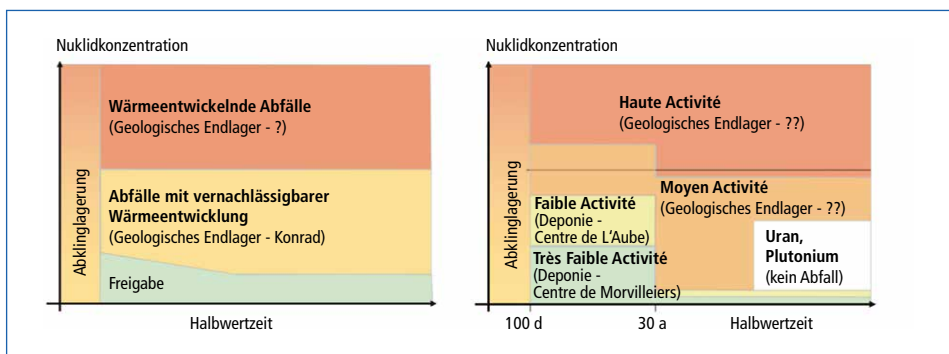 Nuklidkonzentration
Wärmeentwickelnde Abfälle
(Geologisches Endlager - ?)
Abfälle mit vernachlässigbarer
Wärmeentwicklung
(Geologisches Endlager - Konrad)
Freigabe
Abklinglagerung
Halbwertzeit
Nuklidkonzentration
Haute Activité
(Geologisches Endlager - ??)
Moyen Activité
(Geologisches Endlager - ??)
Faible Activité
(Deponie -
Centre de L'Aube)
Uran,
Plutonium
(kein Abfall)
Très Faible Activité
(Deponie -
Centre de Morvilleiers)
Abklinglagerung
100 d
30 a
Halbwertzeit